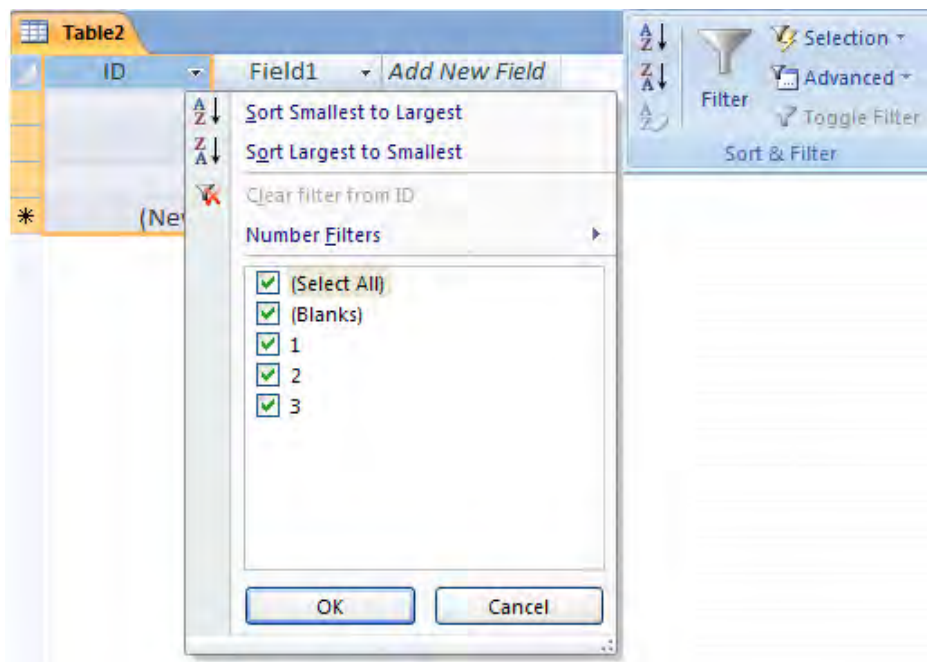 Table2
ID Field1 Add New Field
(Ne
Sort Smallest to Largest
Sort Largest to Smallest
Clear filter from ID
Number Filters
(Select All)
(Blanks)
1
2
3
OK Cancel
Filter
Selection
Advanced
Toggle Filter
Sort & Filter